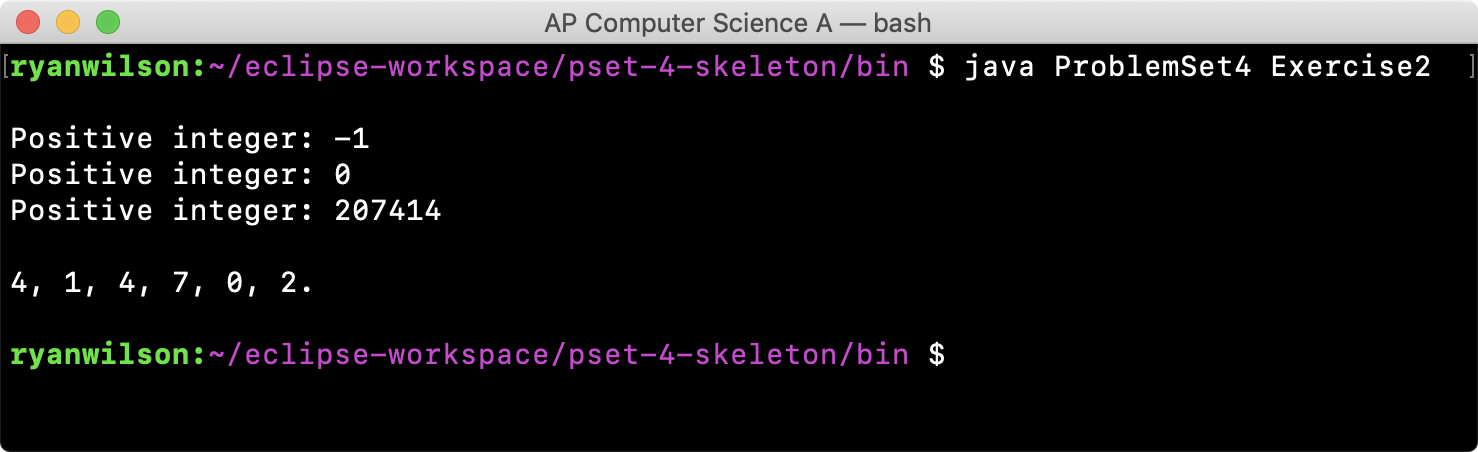 AP Computer Science A — bash
[ryanwilson:~/eclipse-workspace/pset-4-skeleton/bin $ java ProblemSet4 Exercise2 ]
Positive integer: -1
Positive integer: 0
Positive integer: 207414
4, 1, 4, 7, 0, 2.
ryanwilson:~/eclipse-workspace/pset-4-skeleton/bin $